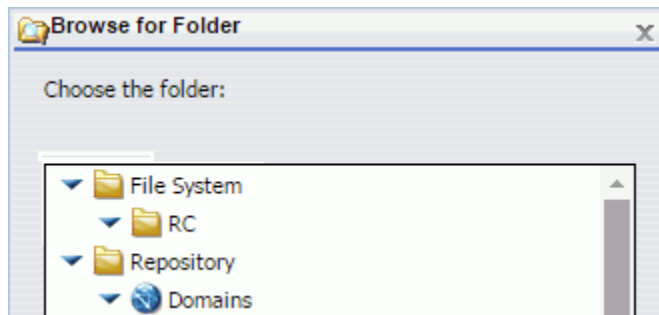 Browse for Folder
Choose the folder:
File System
RC
Repository
Domains